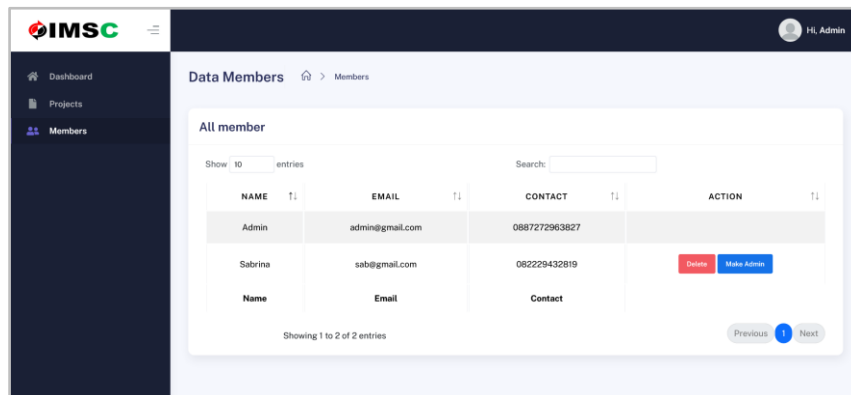 IMSC
Hi, Admin
Dashboard
Projects
Members
Data Members > Members
All member
Show 10 entries
Search:
NAME EMAIL CONTACT ACTION
Admin admin@gmail.com 0887272963827
Sabrina sab@gmail.com 082229432819 Delete Make Admin
Name Email Contact
Showing 1 to 2 of 2 entries
Previous 1 Next